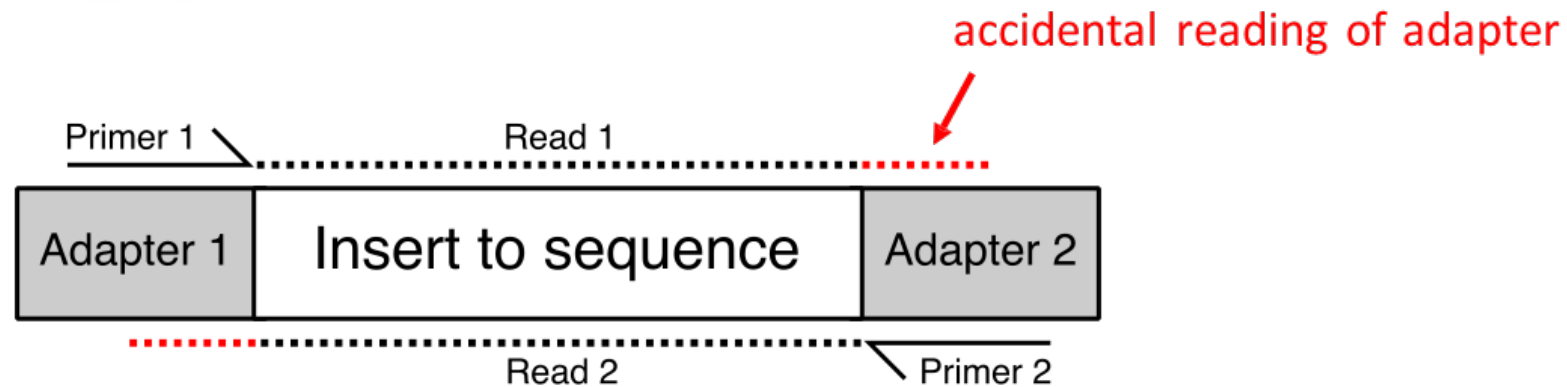 accidental reading of adapter
Primer 1
Read 1
Adapter 1
Insert to sequence
Adapter 2
Read 2
Primer 2